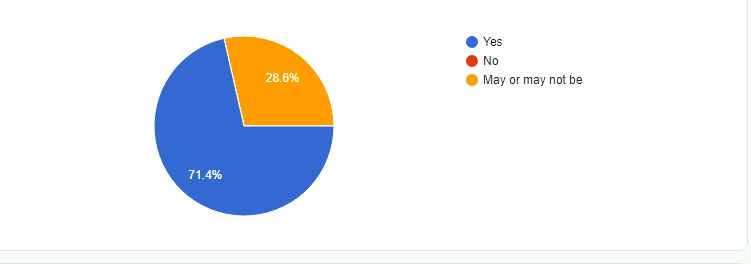 Yes
No
May or may not be
28.6%
71.4%